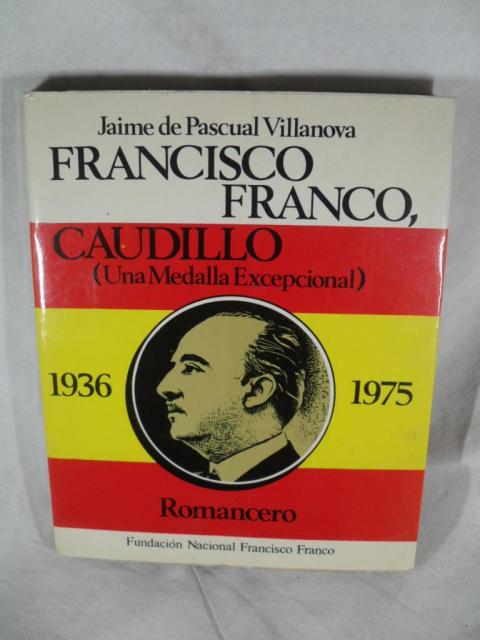 Jaime de Pascual Villanova
FRANCISCO
FRANCO,
CAUDILLO
(Una Medalla Excepcional)
1936
1975
Romancero
Fundación Nacional Francisco Franco